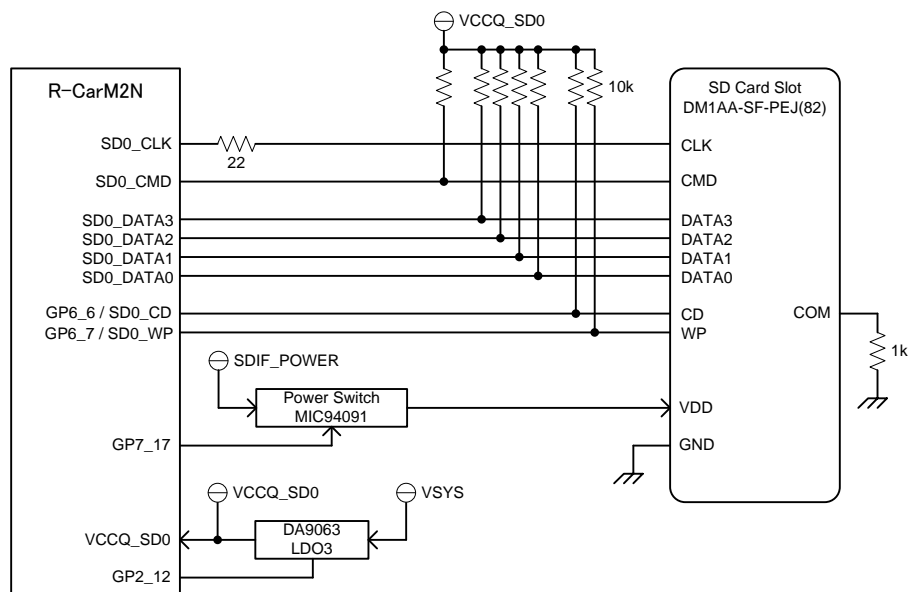 VCCQ_SD0
R-CarM2N
10k
SD Card Slot
DM1AA-SF-PEJ(82)
SD0_CLK
22
CLK
SD0_CMD
CMD
SD0_DATA3
DATA3
SD0_DATA2
DATA2
SD0_DATA1
DATA1
SD0_DATA0
DATA0
GP6_6 / SD0_CD
CD
COM
GP6_7 / SD0_WP
WP
1k
SDIF_POWER
Power Switch
MIC94091
VDD
GP7_17
GND
VCCQ_SD0
VSYS
VCCQ_SD0
DA9063
LDO3
GP2_12